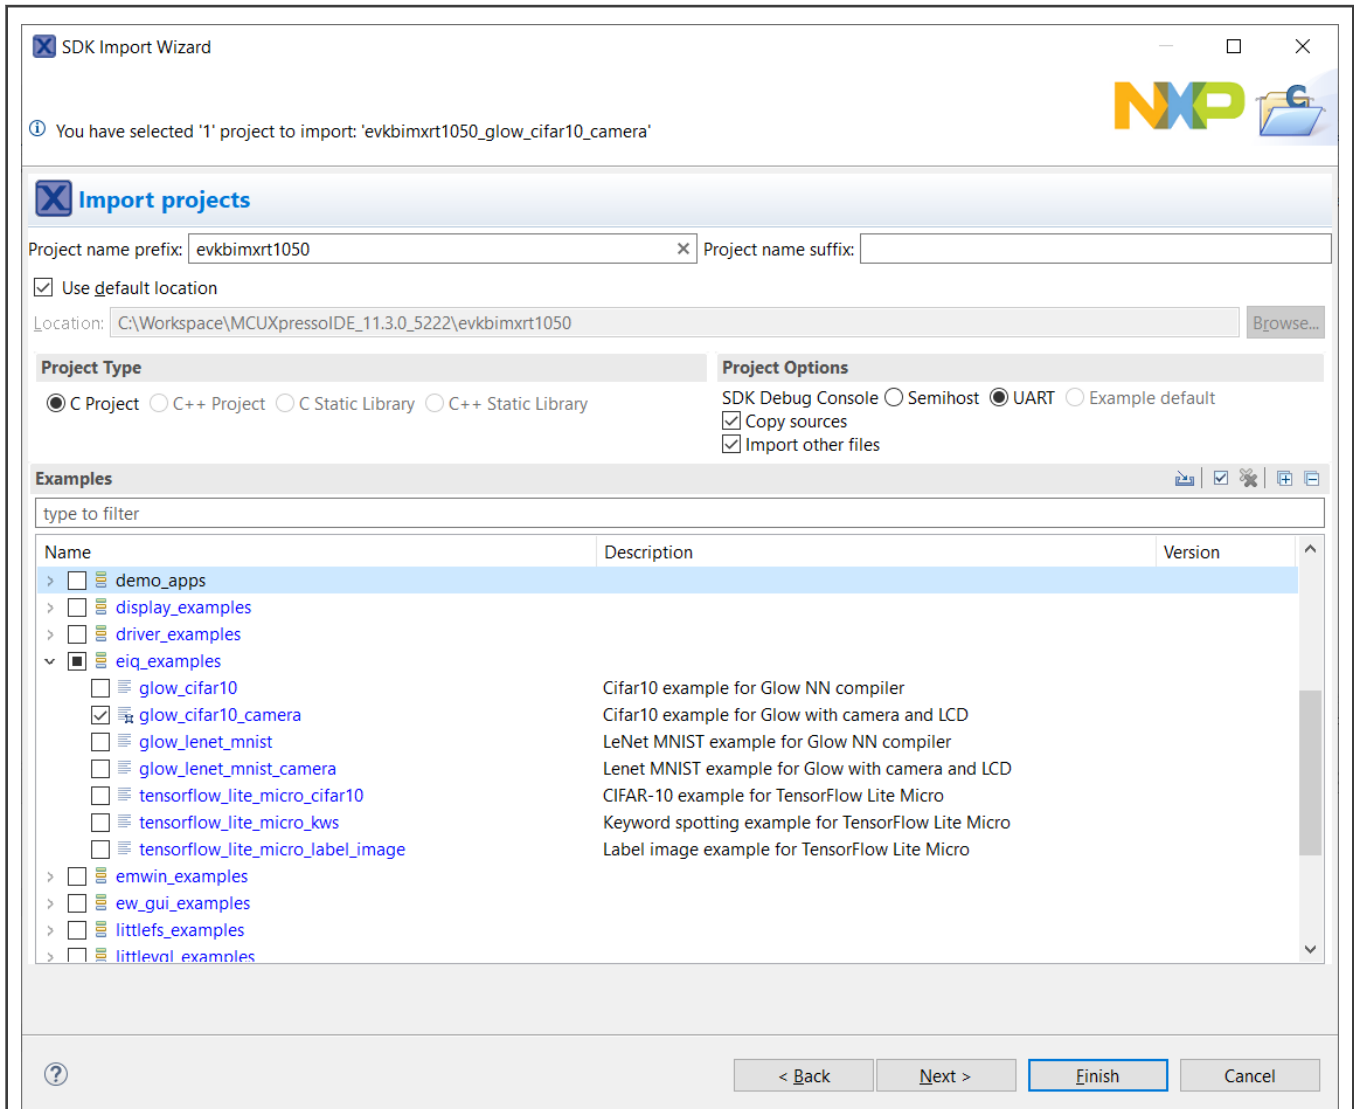 SDK Import Wizard
NXP
C
You have selected '1' project to import: 'evkbimxrt1050_glow_cifar10_camera'
Import projects
Project name prefix: evkbimxrt1050 Project name suffix:
Use default location
Location: C:\Workspace\MCUXpressoIDE_11.3.0_5222\evkbimxrt1050 Browse...
Project Type Project Options
C Project C++ Project C Static Library C++ Static Library SDK Debug Console Semihost UART Example default
Copy sources
Import other files
Examples
type to filter
Name Description Version
demo_apps
display_examples
driver_examples
eiq_examples
glow_cifar10 Cifar10 example for Glow NN compiler
glow_cifar10_camera Cifar10 example for Glow with camera and LCD
glow_lenet_mnist LeNet MNIST example for Glow NN compiler
glow_lenet_mnist_camera Lenet MNIST example for Glow with camera and LCD
tensorflow_lite_micro_cifar10 CIFAR-10 example for TensorFlow Lite Micro
tensorflow_lite_micro_kws Keyword spotting example for TensorFlow Lite Micro
tensorflow_lite_micro_label_image Label image example for TensorFlow Lite Micro
emwin_examples
ew_gui_examples
littlefs_examples
littlevgl_examples
< Back Next > Finish Cancel